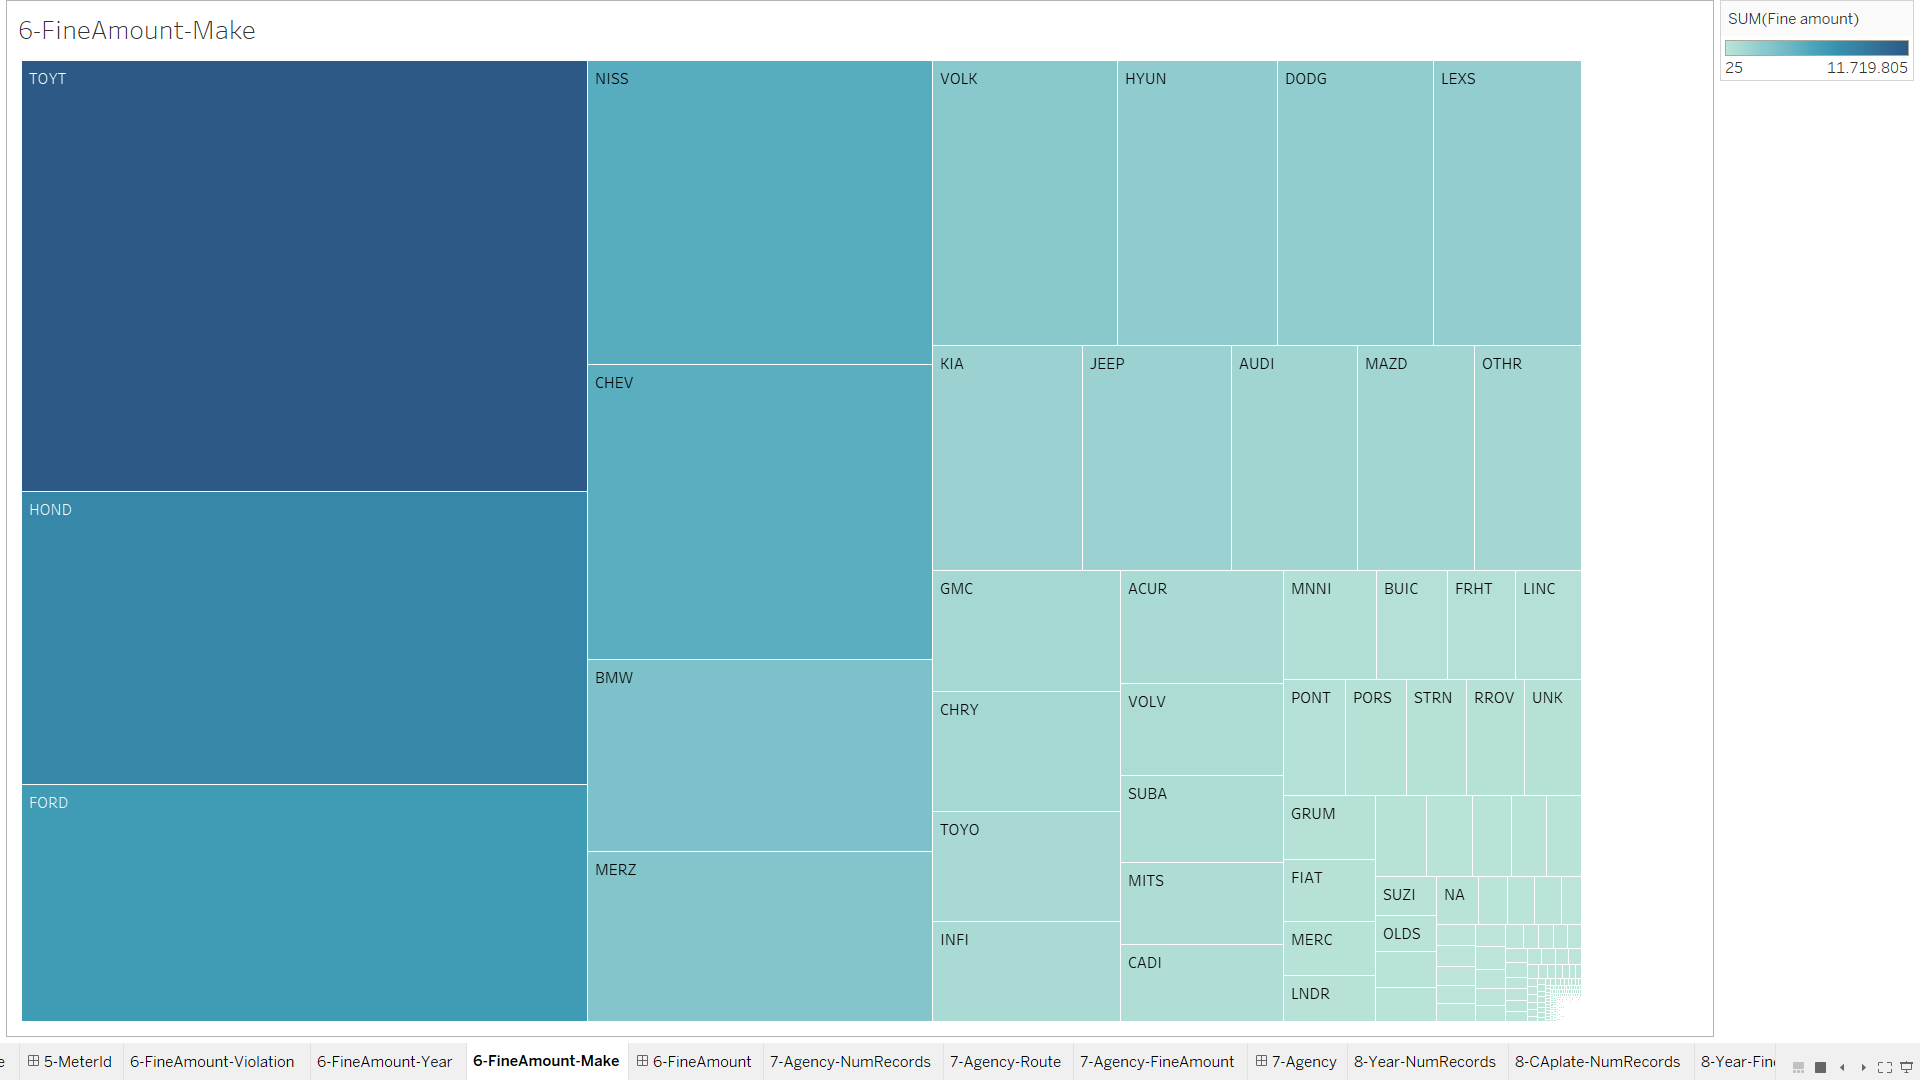 6-FineAmount-Make
SUM(Fine amount)
25 11.719.805
TOYT
HOND
FORD
NISS
CHEV
BMW
MERZ
VOLK HYUN DODG LEXS
KIA JEEP AUDI MAZD OTHR
GMC
CHRY
TOYO
INFI
ACUR
VOLV
SUBA
MITS
CADI
MNNI BUIC FRHT LINC
PONT PORS STRN RROV UNK
GRUM
FIAT
MERC
LNDR
SUZI NA
OLDS
5-MeterId 6-FineAmount-Violation 6-FineAmount-Year 6-FineAmount-Make 6-FineAmount 7-Agency-NumRecords 7-Agency-Route 7-Agency-FineAmount 7-Agency 8-Year-NumRecords 8-CAplate-NumRecords